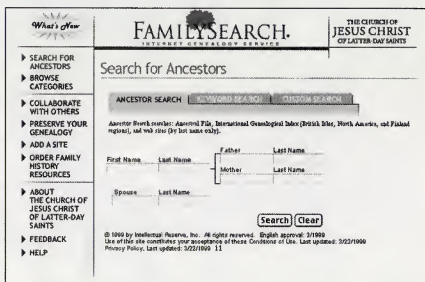 What's New
FAMILYSEARCH.
INTERNET GENEALOGY SERVICE
THE CHURCH OF
JESUS CHRIST
OF LATTER-DAY SAINTS
SEARCH FOR
ANCESTORS
BROWSE
CATEGORIES
COLLABORATE
WITH OTHERS
PRESERVE YOUR
GENEALOGY
ADD A SITE
ORDER FAMILY
HISTORY
RESOURCES
ABOUT
THE CHURCH OF
JESUS CHRIST
OF LATTER-DAY
SAINTS
FEEDBACK
HELP
Search for Ancestors
ANCESTOR SEARCH KEYWORD SEARCH CUSTOM SEARCH
Ancestor Search searches: Ancestral File, International Genealogical Index (British Isles, North America, and Finland
regions), and web sites (by last name only).
Father Last Name
First Name Last Name
Mother Last Name
Spouse Last Name
Search Clear
© 1999 by Intellectual Reserve, Inc. All rights reserved. English approval: 2/1999
Use of this site constitutes your acceptance of these Conditions of Use. Last updated: 2/22/1999
Privacy Policy. Last updated: 2/22/1999 11